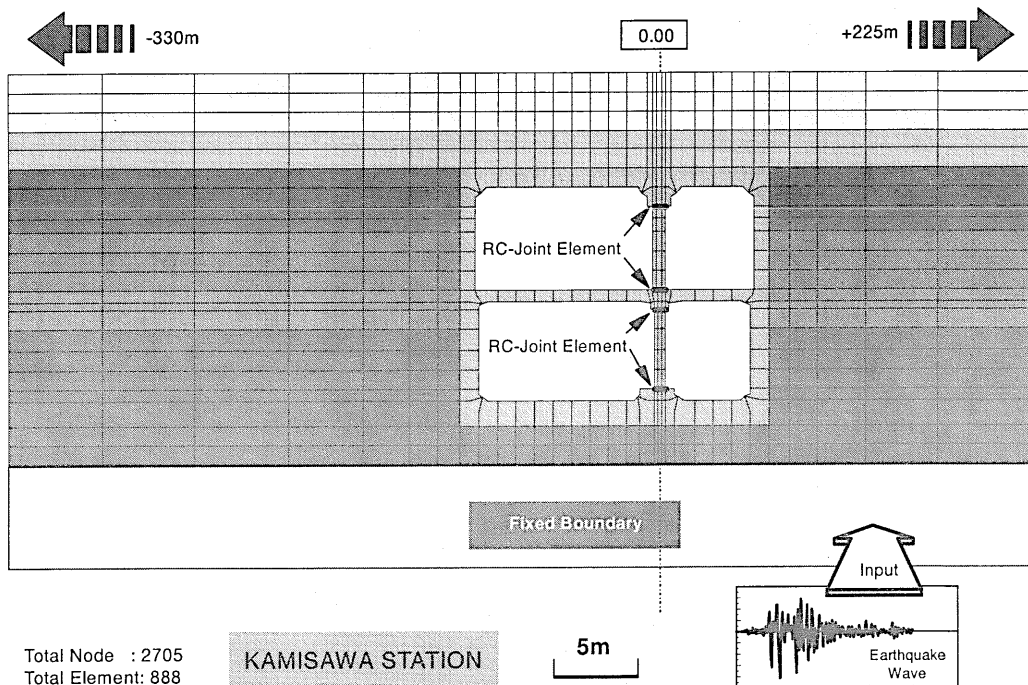 -330m
0.00
+225m
RC-Joint Element
RC-Joint Element
Fixed Boundary
Input
Earthquake
Wave
Total Node : 2705
Total Element: 888
KAMISAWA STATION
5m